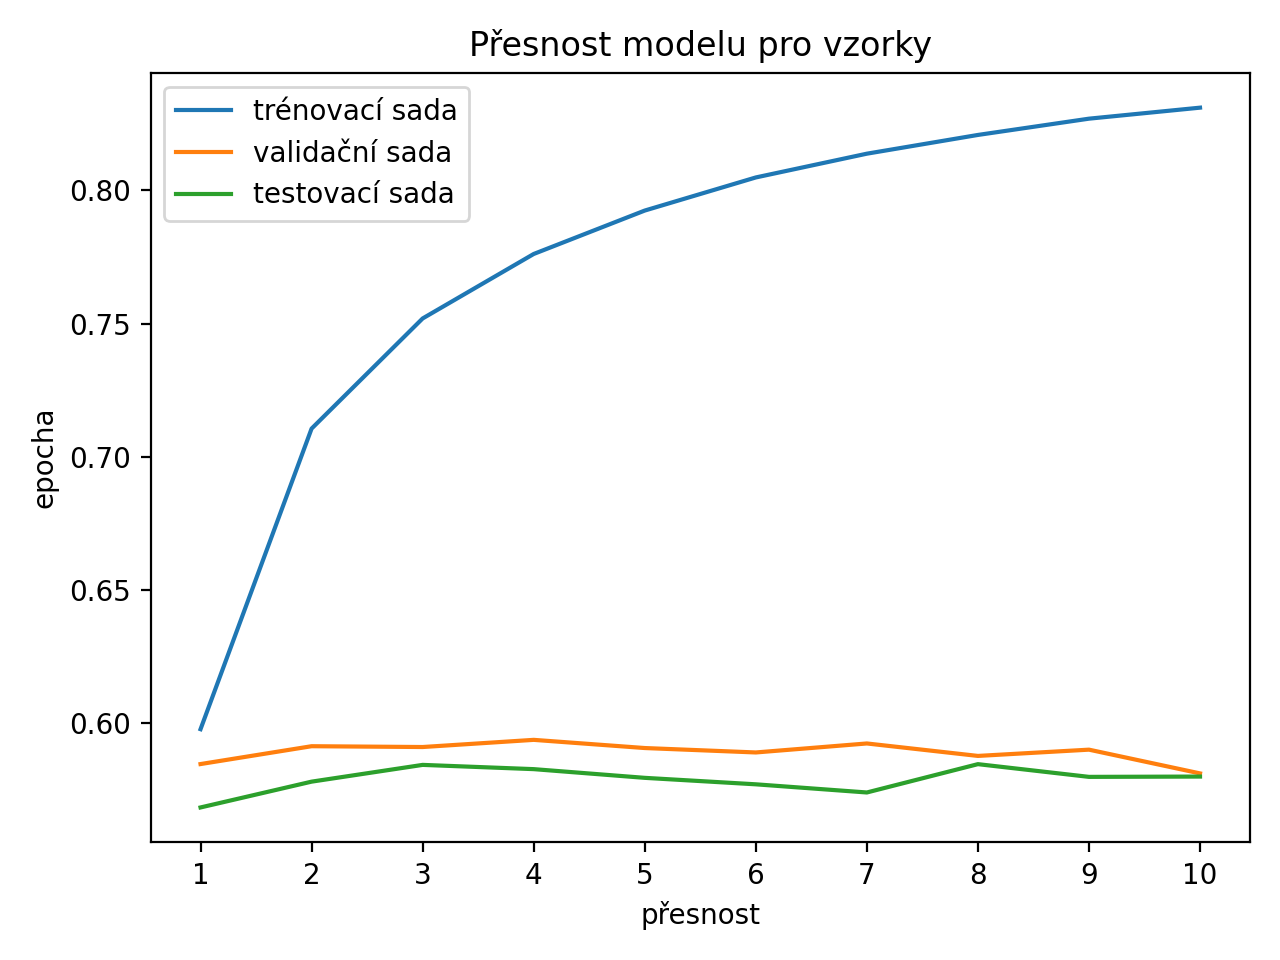 Přesnost modelu pro vzorky
trénovací sada
validační sada
testovací sada
0.80
0.75
0.70
0.65
0.60
epocha
1 2 3 4 5 6 7 8 9 10
přesnost